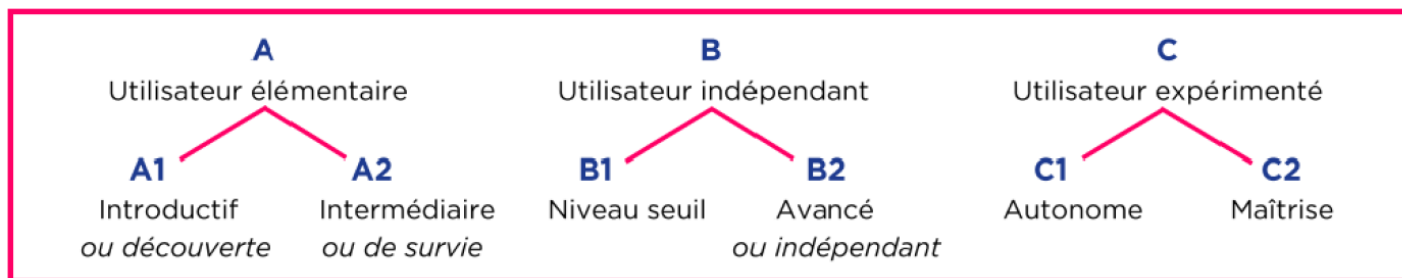 A
Utilisateur élémentaire
A1
Introductif
ou découverte
A2
Intermédiaire
ou de survie
B
Utilisateur indépendant
B1
Niveau seuil
B2
Avancé
ou indépendant
C
Utilisateur expérimenté
C1
Autonome
C2
Maîtrise